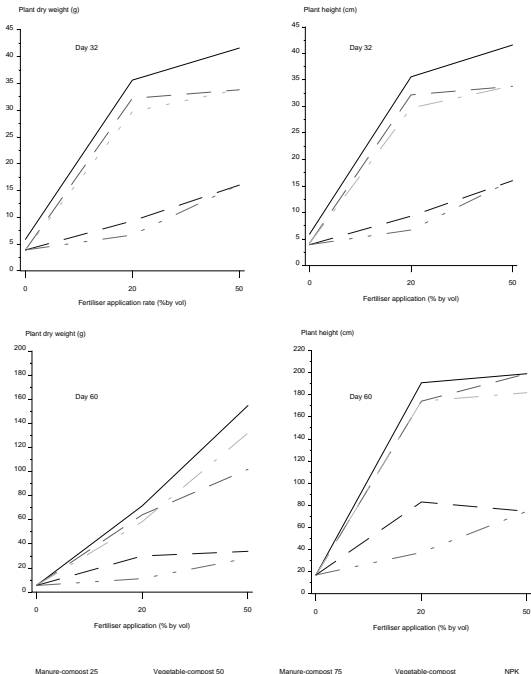 Plant dry weight (g)
45
40
35
30
25
20
15
10
5
0
Day 32
0 20 50
Fertiliser application rate (%by vol)
Plant height (cm)
45
40
35
30
25
20
15
10
5
0
Day 32
0 20 50
Fertiliser application rate (% by vol)
Plant dry weight (g)
200
180
160
140
120
100
80
60
40
20
0
Day 60
0 20 50
Fertiliser application rate (% by vol)
Plant height (cm)
220
200
180
160
140
120
100
80
60
40
20
0
Day 60
0 20 50
Fertiliser application rate (% by vol)
Manure-compost 25 Vegetable-compost 50 Manure-compost 75 Vegetable-compost NPK